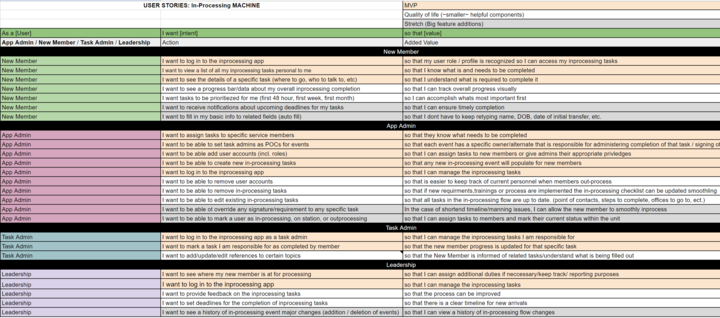 USER STORIES: In-Processing MACHINE MVP
Quality of life (~smaller~ helpful components)
Stretch (Big feature additions)
As a [User] I want [intent] so that [value]
App Admin / New Member / Task Admin / Leadership Action Added Value
New Member
New Member I want to log in to the inprocessing app so that my user role / profile is recognized so I can access my inprocessing tasks
New Member I want to view a list of all my inprocessing tasks personal to me so that I know what is and needs to be completed
New Member I want to see the details of a specific task (where to go, who to talk to, etc) so that I understand what is required to complete it
New Member I want to see a progress bar/data about my overall inprocessing completion so that I can track overall progress visually
New Member I want tasks to be prioritized for me (first 48 hour, first week, first month) so I can accomplish whats most important first
New Member I want to receive notifications about upcoming deadlines for my tasks so that I can ensure timely completion
New Member I want to fill in my basic info to related fields (auto fill) so that I dont have to keep retyping name, DOB, date of initial transfer, etc.
App Admin
App Admin I want to assign tasks to specific service members so that they know what needs to be completed
App Admin I want to be able to set task admins as POCs for events so that each event has a specific owner/alternate that is responsible for administering completion of that task / signing of
App Admin I want to be able add user accounts (incl. roles) so that I can assign tasks to new members or give admins their appropriate priviledges
App Admin I want to be able to create new in-processing tasks so that any new in-processing event will populate for new members
App Admin I want to log in to the inprocessing app so that I can manage the inprocessing tasks
App Admin I want to be able to remove user accounts so that is easier to keep track of current personnel when members out-process
App Admin I want to be able to remove in-processing tasks so that if new requirements,trainings or process are implemented the in-processing checklist can be updated smoothling
App Admin I want to be able to edit existing in-processing tasks so that all tasks in the in-processing flow are up to date. (point of contacts, steps to complete, offices to go to, ect.)
App Admin I want to be able ot override any signature/requirement to any specific task In the case of shortend timeline/manning issues, I can allow the new member to smoothly inprocess
App Admin I want to be able to mark a user as in-processing, on station, or outprocessing so that I can assign tasks to members and mark their current status within the unit
Task Admin
Task Admin I want to log in to the inprocessing app as a task admin so that I can manage the inprocessing tasks I am responsible for
Task Admin I want to mark a task I am responsible for as completed by member so that the new member progress is updated for that specific task
Task Admin I want to add/update/edit references to certain topics so that the New Member is informed of related tasks/understand what is being filled out
Leadership
Leadership I want to see where my new member is at for processing so that I can assign additional duties if necessary/keep track/ reporting purposes
Leadership I want to log in to the inprocessing app so that I can manage the inprocessing tasks
Leadership I want to provide feedback on the inprocessing tasks so that the process can be improved
Leadership I want to set deadlines for the completion of inprocessing tasks so that there is a clear timeline for new arrivals
Leadership I want to see a history of in-processing event major changes (addition / deletion of events) so that I can view a history of in-processing flow changes